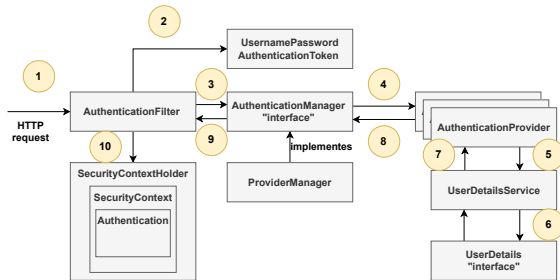 1
2
UsernamePassword
AuthenticationToken
3
4
AuthenticationFilter
AuthenticationManager
"interface"
AuthenticationProvider
HTTP
request
9
8
10
implementes
7
5
SecurityContextHolder
SecurityContext
Authentication
ProviderManager
UserDetailsService
6
UserDetails
"interface"